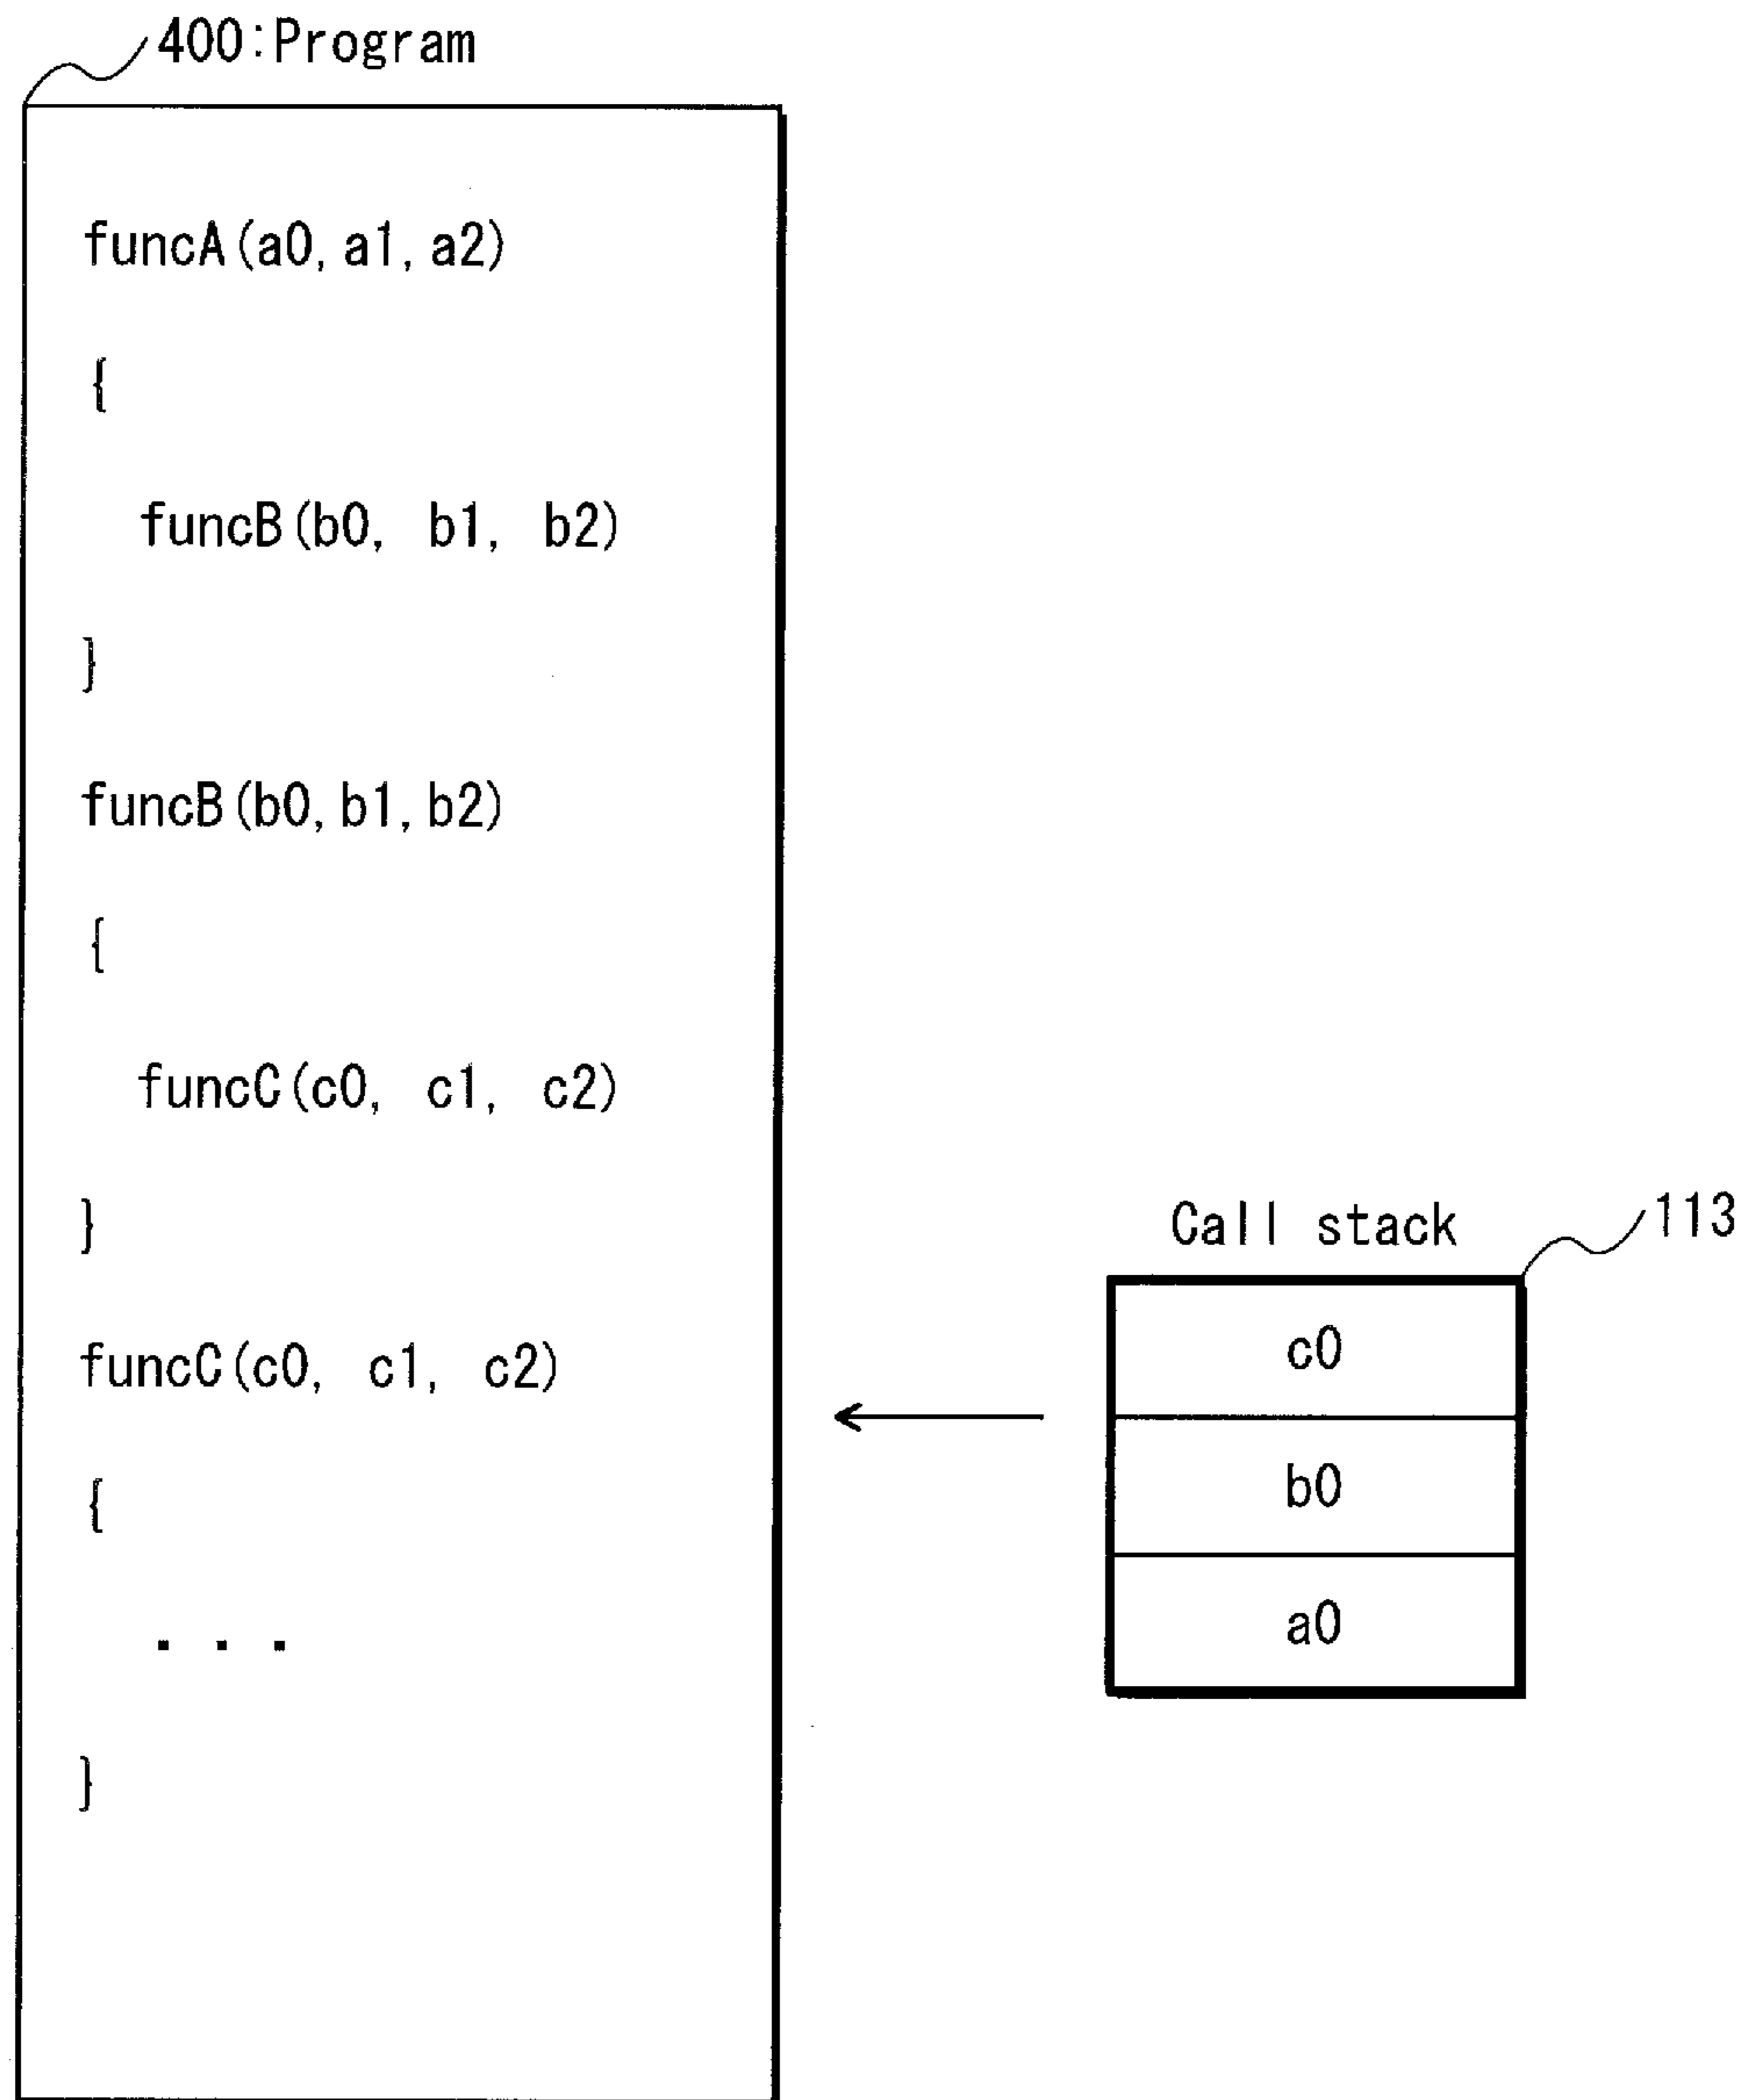 400:Program
funcA(a0,a1,a2)
{
funcB(b0, b1, b2)
}
funcB(b0,b1,b2)
{
funcC(c0, c1, c2)
}
funcC(c0, c1, c2)
{
...
}
Call stack
113
c0
b0
a0